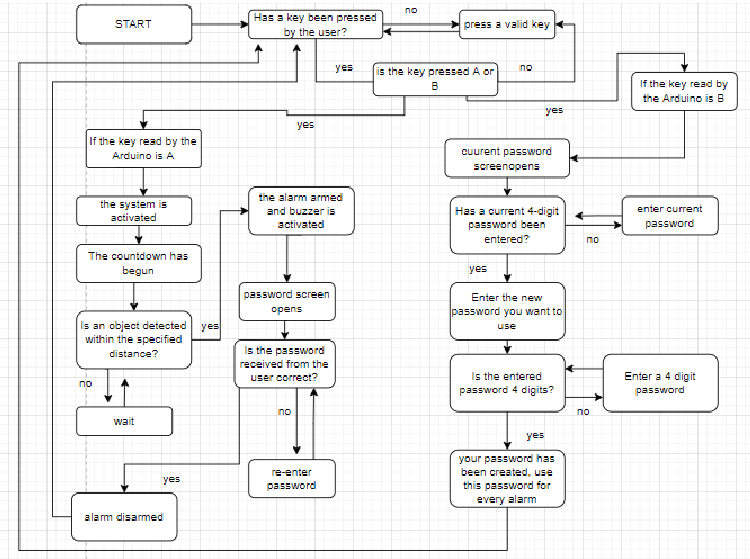 START
Has a key been pressed
by the user?
no
press a valid key
yes
is the key pressed A or
B
no
If the key read by
the Arduino is B
yes
yes
If the key read by the
Arduino is A
cuurent password
screenopens
the system is
activated
the alarm armed
and buzzer is
activated
Has a current 4-digit
password been
entered?
enter current
password
no
The countdown has
begun
yes
password screen
opens
Enter the new
password you want to
use
Is an object detected
within the specified
distance?
yes
Is the password
received from the
user correct?
no
Is the entered
password 4 digits?
Enter a 4 digit
password
no
wait
no
yes
re-enter
password
yes
your password has
been created, use
this password for
every alarm
alarm disarmed